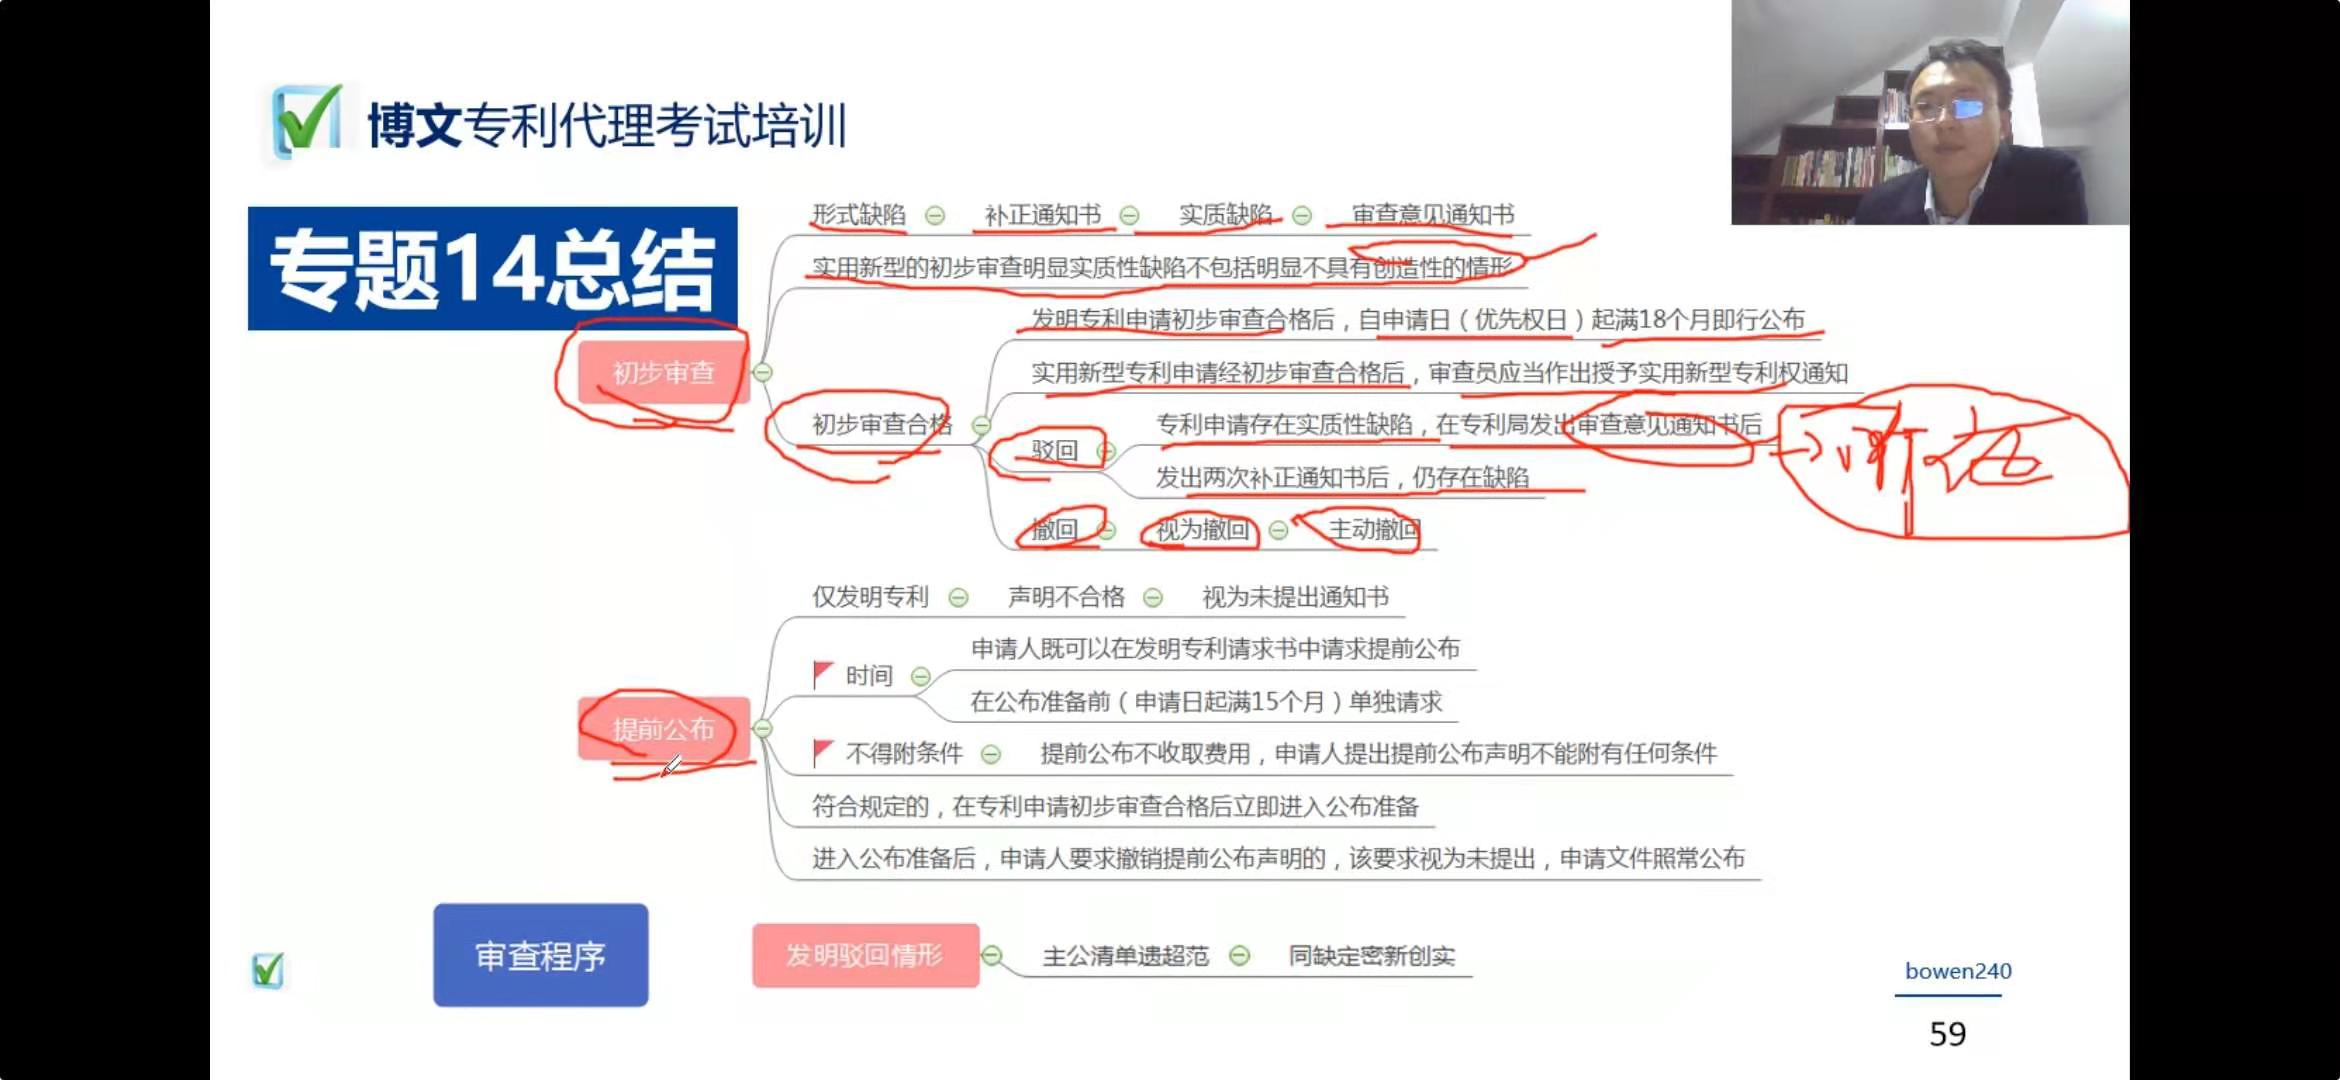 博文专利代理考试培训
专题14总结
初步审查
形式缺陷 补正通知书 实质缺陷 审查意见通知书
实用新型的初步审查明显实质性缺陷不包括明显不具有创造性的情形
初步审查合格
发明专利申请初步审查合格后，自申请日（优先权日）起满18个月即行公布
实用新型专利申请经初步审查合格后，审查员应当作出授予实用新型专利权通知
驳回
专利申请存在实质性缺陷，在专利局发出审查意见通知书后
发出两次补正通知书后，仍存在缺陷
撤回 视为撤回 主动撤回
提前公布
仅发明专利 声明不合格 视为未提出通知书
时间
申请人既可以在发明专利请求书中请求提前公布
在公布准备前（申请日起满15个月）单独请求
不得附条件 提前公布不收取费用，申请人提出提前公布声明不能附有任何条件
符合规定的，在专利申请初步审查合格后立即进入公布准备
进入公布准备后，申请人要求撤销提前公布声明的，该要求视为未提出，申请文件照常公布
审查程序
发明驳回情形 主公清单遗超范 同缺定密新创实
bowen240
59